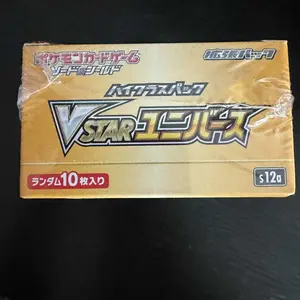 ポケモンカードゲーム
ソード&シールド
拡張パック
ハイクラスパック
VSTARユニバース
ランダム10枚入り
s12a